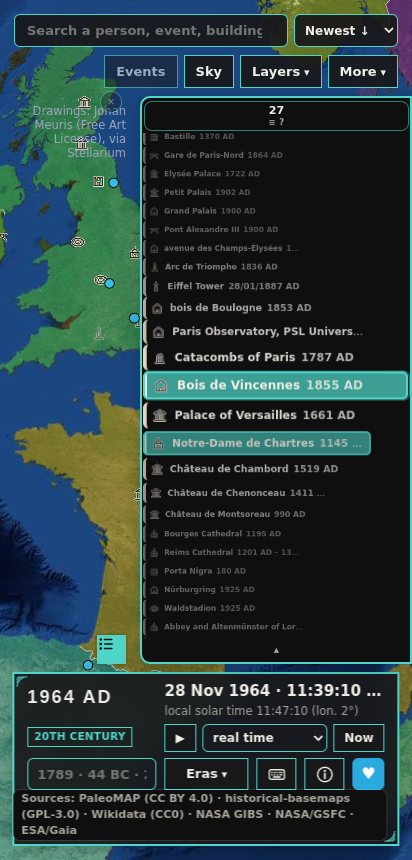 Search a person, event, building
Newest ↓
Events
Sky
Layers ▾
More ▾
Drawings: Johan
Meuris (Free Art
License), via
Stellarium
27
≡ ?
Bastille 1370 AD
Gare de Paris-Nord 1864 AD
Élysée Palace 1722 AD
Petit Palais 1902 AD
Grand Palais 1900 AD
Pont Alexandre III 1900 AD
avenue des Champs-Élysées 1…
Arc de Triomphe 1836 AD
Eiffel Tower 28/01/1887 AD
bois de Boulogne 1853 AD
Paris Observatory, PSL Univers…
Catacombs of Paris 1787 AD
Bois de Vincennes 1855 AD
Palace of Versailles 1661 AD
Notre-Dame de Chartres 1145 …
Château de Chambord 1519 AD
Château de Chenonceau 1411 …
Château de Montsoreau 990 AD
Bourges Cathedral 1195 AD
Reims Cathedral 1201 AD – 13…
Porta Nigra 180 AD
Nürburgring 1925 AD
Waldstadion 1925 AD
Abbey and Altenmünster of Lor…
1964 AD
28 Nov 1964 · 11:39:10 …
local solar time 11:47:10 (lon. 2°)
20TH CENTURY
real time
Now
1789 · 44 BC ·
Eras ▾
Sources: PaleoMAP (CC BY 4.0) · historical-basemaps
(GPL-3.0) · Wikidata (CC0) · NASA GIBS · NASA/GSFC ·
ESA/Gaia